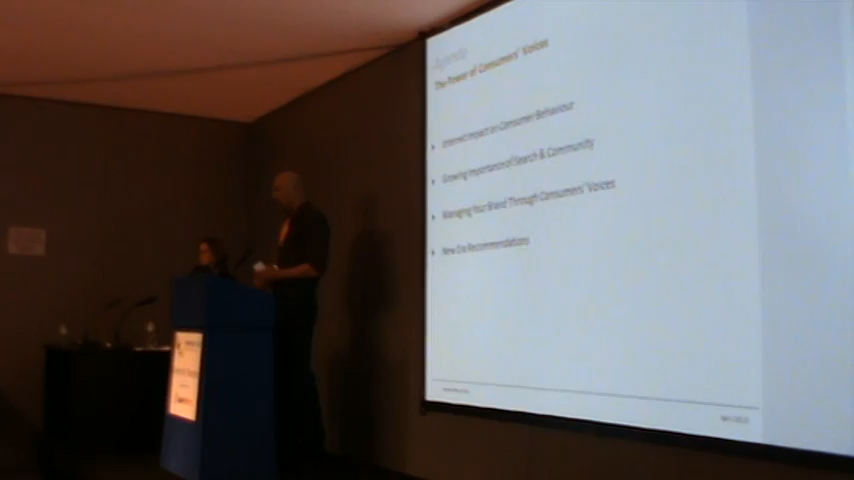 Agenda
The Power of Consumers' Voices
Internet Impact on Consumer Behaviour
Growing Importance of Search & Community
Managing Your Brand Through Consumers' Voices
New Era Recommendations